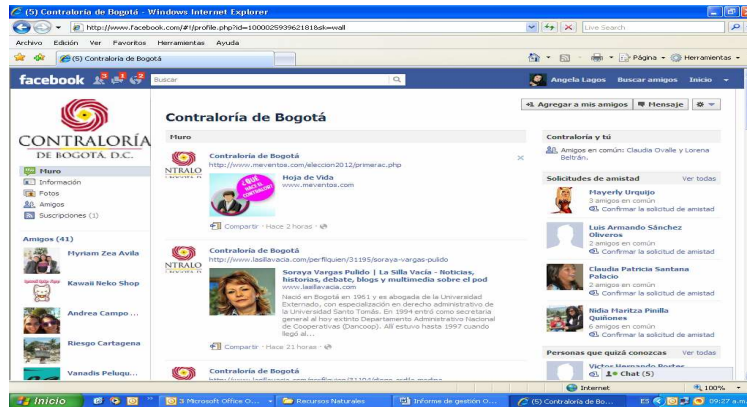 (5) Contraloría de Bogotá - Windows Internet Explorer
http://www.facebook.com/#!/profile.php?id=100002593962181&sk=wall
Live Search
Archivo Edición Ver Favoritos Herramientas Ayuda
(5) Contraloría de Bogotá
Página Herramientas
facebook 3 3 2 Buscar Angela Lagos Buscar amigos Inicio
CONTRALORÍA
DE BOGOTÁ, D.C.
Muro
Información
Fotos
Amigos
Suscripciones (1)
Amigos (41)
Myriam Zea Avila
Kawaii Neko Shop
Andrea Campo ...
Riesgo Cartagena
Vanadis Pelugu...
Contraloría de Bogotá
Muro
Contraloría de Bogotá
http://www.meventos.com/eleccion2012/primerac.php
NTRALO
¿QUÉ HACE EL CONTRALOR?
Hoja de Vida
www.meventos.com
Compartir · Hace 2 horas
Contraloría de Bogotá
http://www.lasillavacia.com/perfilquien/31195/soraya-vargas-pulido
NTRALO
Soraya Vargas Pulido | La Silla Vacía - Noticias,
historias, debate, blogs y multimedia sobre el pod
www.lasillavacia.com
Nació en Bogotá en 1961 y es abogada de la Universidad
Externado, con especialización en derecho administrativo de
la Universidad Santo Tomás. En 1994 entró como secretaria
general al hoy extinto Departamento Administrativo Nacional
de Cooperativas (Dancoop). Allí estuvo hasta 1997 cuando
llegó al...
Compartir · Hace 21 horas
Contraloría de Bogotá
Agregar a mis amigos Mensaje
Contraloría y tú
Amigos en común: Claudia Ovalle y Lorena
Beltrán.
Solicitudes de amistad Ver todas
Mayerly Urquijo
3 amigos en común
Confirmar la solicitud de amistad
Luis Armando Sánchez
Oliveros
2 amigos en común
Confirmar la solicitud de amistad
Claudia Patricia Santana
Palacio
2 amigos en común
Confirmar la solicitud de amistad
Nidia Maritza Pinilla
Quiñones
6 amigos en común
Confirmar la solicitud de amistad
Personas que quizá conozcas Ver todas
Chat (5)
Internet 100%
Inicio 3 Microsoft Office O... Recursos Naturales Informe de gestión O... (5) Contraloría de Bo... ES 09:27 a.m.